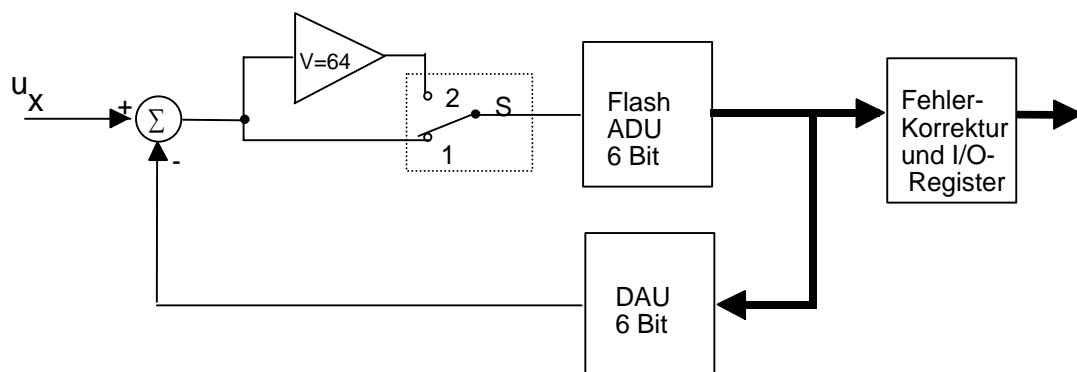 u
x
+
Σ
-
V=64
2
S
1
Flash
ADU
6 Bit
Fehler-
Korrektur
und I/O-
Register
DAU
6 Bit